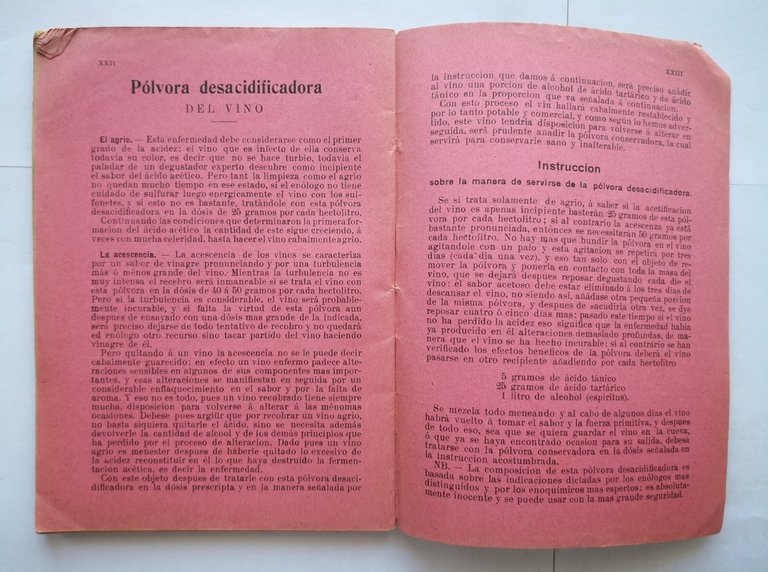 XXII
Pólvora desacidificadora
DEL VINO
El agrio. — Esta enfermedad debe considerarse como el primer
grado de la acidez: el vino que es infecto de ella conserva
todavia su color, es decir que no se hace turbio, todavia el
paladar de un degustador experto descubre como incipiente
el sabor del ácido acético. Pero tant la limpieza como el agrio
no quedan mucho tiempo en ese estado; si el enólogo no tiene
cuidado de sulfurar luego energicamente el vino con los sul-
fonetes, y si esto no es bastante, tratándole con esta pólvora
desacidificadora en la dósis de 25 gramos por cada hectolitro.
Continuando las condiciones que determinaron la primera for-
macion del ácido acético la cantidad de este sigue creciendo, á
veces con mucha celeridad, hasta hacer el vino cabalmente agrio.
La acescencia. — La acescencia de los vinos se caracteriza
por un sabor de vinagre pronunciando y por una turbulencia
más ó ménos grande del vino. Mientras la turbulencia no es
muy intensa el recebro será inmancable si se trata el vino con
esta pólvora en la dósis de 40 á 50 gramos por cada hectolitro.
Pero si la turbulencia es considerable, el vino será probable-
mente incurable, y si falta la virtud de esta pólvora aun
despues de ensayado con una dósis mas grande de la indicada,
será preciso dejarse de todo tentativo de recobro y no quedará
ed enólogo otro recurso sino tacar partido del vino haciendo
vinagre de él.
Pero quitando á un vino la acesencia no se le puede decir
cabalmente guarecido: en efecto un vino enfermo padece altera-
ciones sensibles en algunos de sus componentes mas impor-
tantes, y esas alteraciones se manifiestan en seguida por un
considerable enflaquecimiento en el sabor y por la falta de
aroma. Y eso no es todo, pues un vino recobrado tiene siempre
mucha, disposicion para volverse á alterar á las ménomas
ocasiones. Debese pues argüir que por recobrar un vino agrio,
no basta siquiera quitarle el ácido, sino se necesita además
devolverle la cantidad de alcool y de los demás principios que
ha perdido por el proceso de alteracion. Dado pues un vino
agrio es menester despues de háberle quitado lo excesivo de
la acidez reconstituir en él lo que haya destruido la fermen-
tation acética, es decir la enfermedad.
Con este objeto despues de tratarle con esta pólvora desaci-
dificadora en la dósis prescripta y en la manera señalada por
XXIII
la instruccion que damos á continuacion, será preciso anádir
al vino una porcion de alcohol de ácido tartárico y de ácido
tánico en la proporcion que va señalada á continuacion.
Con este proceso el vin hallará cabalmente restablecido y
por lo tanto potable y comercial, y como según lo hemos adver-
tido, este vino tendria disposicion para volverse á alterar en
seguida, será prudente anádir la pólvora conservadora, la cual
servirá para conservarle sano y inalterable.
Instruccion
sobre la manera de servirse de la pólvora desacidificadora.
Se si trata solamente de agrio, á saber si la acetificacion
del vino es apenas incipiente basterán 25 gramos de esta pól-
vora por cada hectolitro; si al contrario la acescenza ya está
bastante pronunciada, entónces se necesitarán 50 gramos por
cada hectolitro. No hay mas que hundir la pólvora en el vino
agitándole con un palo y esta agitacion se repetirá por tres
dias (cada dia una vez), y eso tan solo con el objeto de re-
mover la pólvora y ponerla en contacto con toda la masa del
vino, que se dejará despues reposar degustando cada die el
vino: el sabor acetoso debe estar eliminado á los tres dias de
descansar el vino, no siendo así, añádase otra pequeña porcion
de la misma pólvora, y despues de sacudirla otra vez, se dye
reposar cuatro ó cinco dias mas: pasado este tiempo si el vino
no ha perdido la acidez eso significa que la enfermedad habia
ya producido en él alteraciones demasiado profundas, de ma-
nera que el vino se ha hecho incurable: si al contrario se han
verificado los efectos beneficos de la pólvora deberá el vino
pasarse en otro recipiente añadiendo por cada hectolitro
5 gramos de ácido tánico
25 gramos de ácido tartárico
1 litro de alcohol (espiritus).
Se mezela todo meneando y al cabo de algunos dias el vino
habrá vuelto á tomar el sabor y la fuerza primitiva, y despues
de todo eso, sea que se quiera guardar el vino en la cueva,
ó que ya se haya encontrado ocasion para su salida, debesá
tratarse con la pólvora conservadora en la dósis señalada en
la instruccion acostumbrada.
NB. — La composicion de esta pólvora desacidificadora es
basada sobre las indicaciones dictadas por los enólogos mas
distinguidos y por los enoquimicos mas espertos; es absoluta-
mente inocente y se puede usar con la mas grande seguridad.